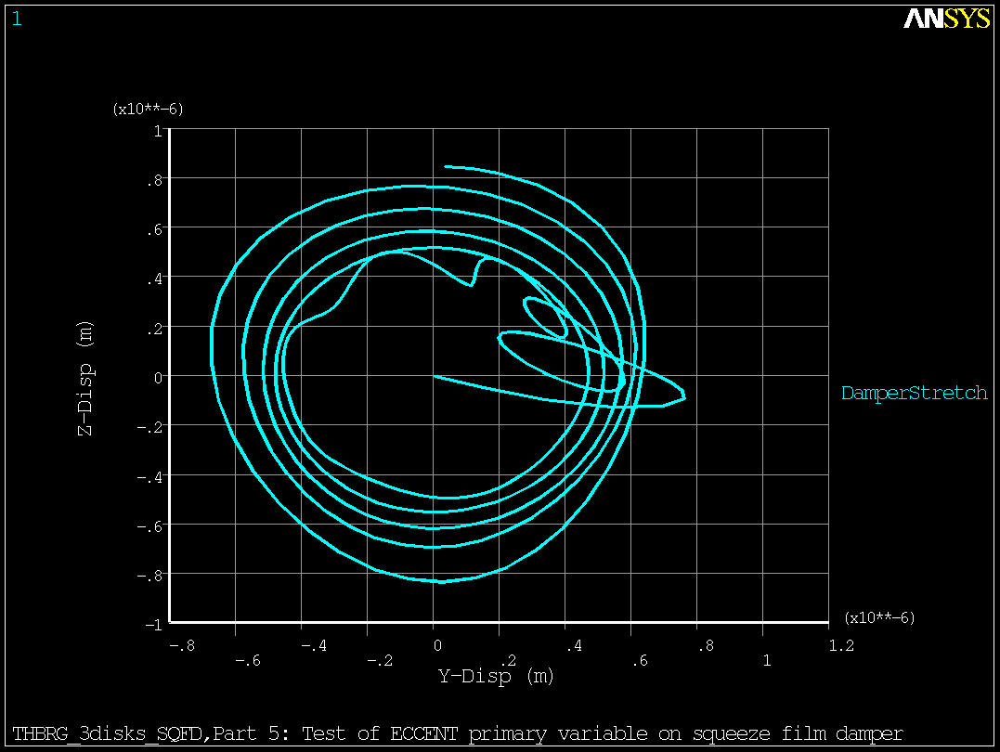 1
ANSYS
(x10**-6)
1
.8
.6
.4
.2
0
-.2
-.4
-.6
-.8
-1
Z-Disp (m)
DamperStretch
(x10**-6)
-.8 -.4 0 .4 .8 1.2
-.6 -.2 .2 .6 1
Y-Disp (m)
THBRG_3disks_SQFD,Part 5: Test of ECCENT primary variable on squeeze film damper